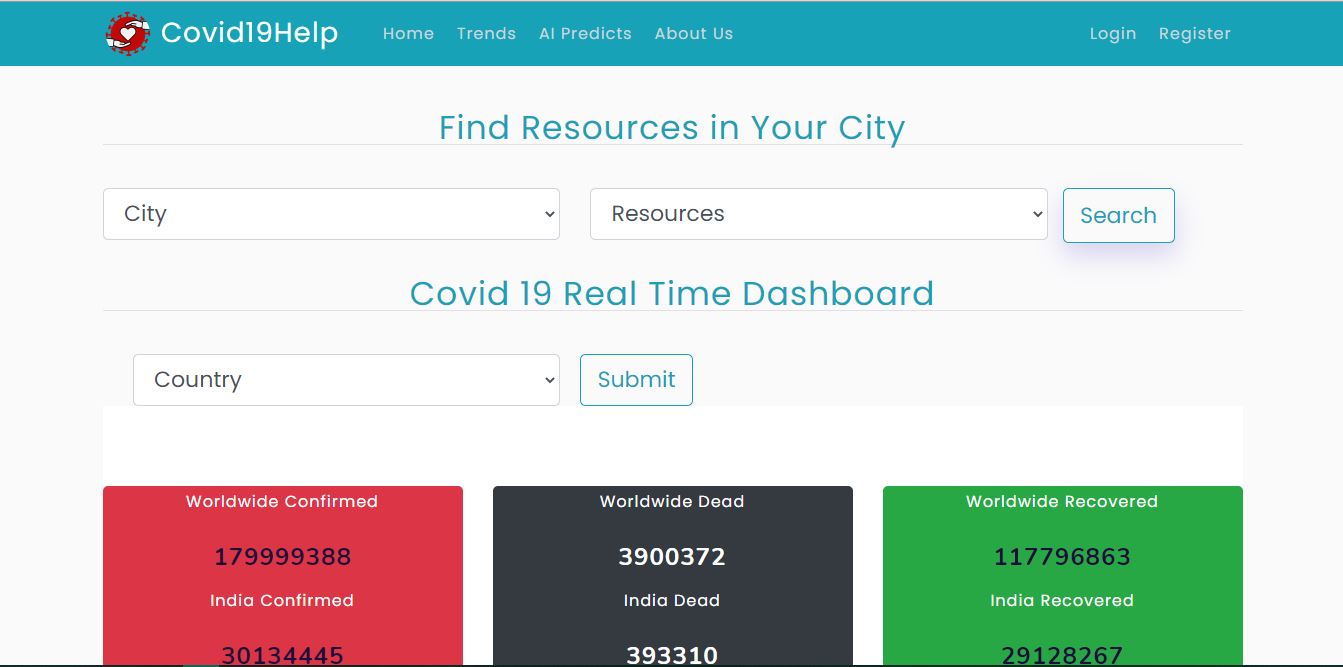 Covid19Help Home Trends AI Predicts About Us Login Register
Find Resources in Your City
City Resources Search
Covid 19 Real Time Dashboard
Country Submit
Worldwide Confirmed Worldwide Dead Worldwide Recovered
179999388 3900372 117796863
India Confirmed India Dead India Recovered
30134445 393310 29128267